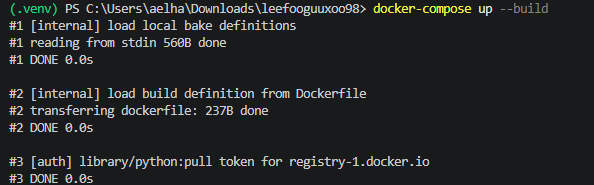 (.venv) PS C:\Users\aelha\Downloads\leefooguuxoo98> docker-compose up --build
#1 [internal] load local bake definitions
#1 reading from stdin 560B done
#1 DONE 0.0s
#2 [internal] load build definition from Dockerfile
#2 transferring dockerfile: 237B done
#2 DONE 0.0s
#3 [auth] library/python:pull token for registry-1.docker.io
#3 DONE 0.0s